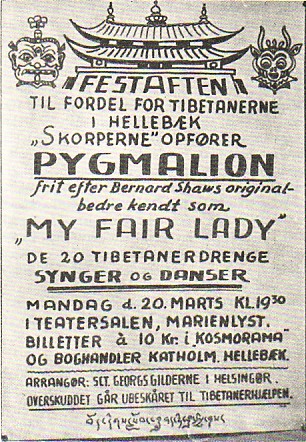 FESTAFTEN
TIL FORDEL FOR TIBETANERNE
I HELLEBÆK
„SKORPERNE" OPFØRER
PYGMALION
frit efter Bernard Shaws original-
bedre kendt som
„MY FAIR LADY"
DE 20 TIBETANERDRENGE
SYNGER OG DANSER
MANDAG d. 20. MARTS KL 19³⁰
I TEATERSALEN, MARIENLYST.
BILLETTER à 10 Kr. i KOSMORAMA
OG BOGHANDLER KATHOLM, HELLEBÆK.
ARRANGØR: SCT. GEORGS GILDERNE I HELSINGØR.
OVERSKUDDET GÅR UBESKÅRET TIL TIBETANERHJÆLPEN.